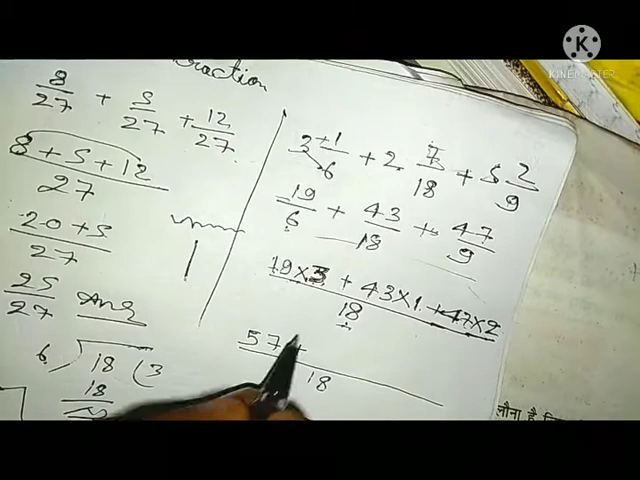 raction
8/27 + 5/27 + 12/27
8 + 5 + 12 / 27
20 + 5 / 27
25/27 Ans
6 ) 18 ( 3
18
3 + 1/6 + 2 7/18 + 5 2/9
19/6 + 43/18 + 47/9
19×3 + 43×1 + 47×2 / 18
57 + / 18
K
KINEMASTER